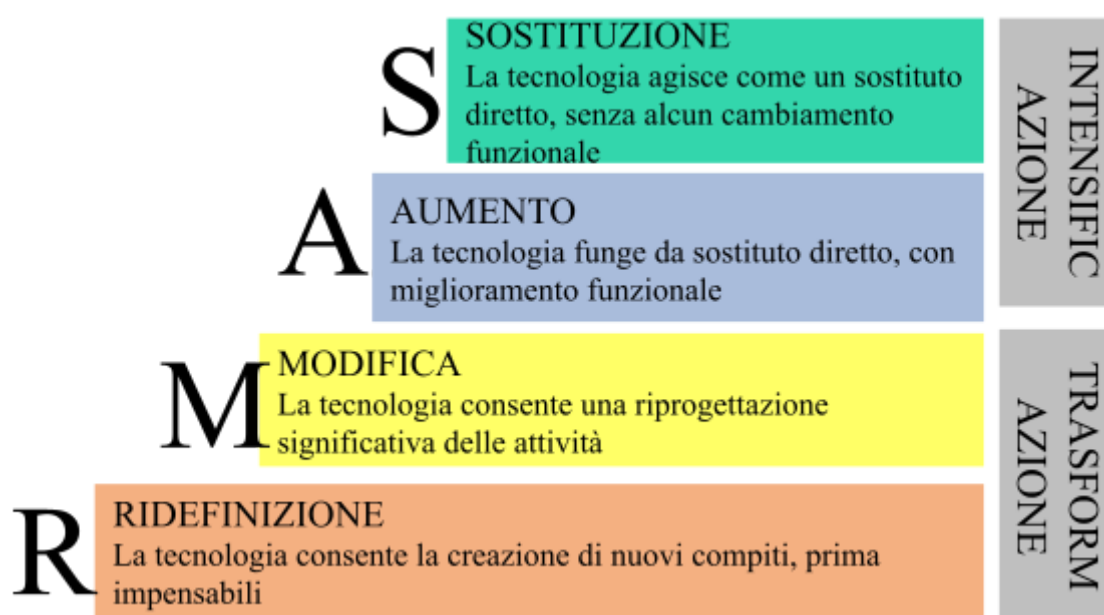 S
SOSTITUZIONE
La tecnologia agisce come un sostituto
diretto, senza alcun cambiamento
funzionale
A
AUMENTO
La tecnologia funge da sostituto diretto, con
miglioramento funzionale
INTENSIFIC
AZIONE
M
MODIFICA
La tecnologia consente una riprogettazione
significativa delle attività
R
RIDEFINIZIONE
La tecnologia consente la creazione di nuovi compiti, prima
impensabili
TRASFORM
AZIONE